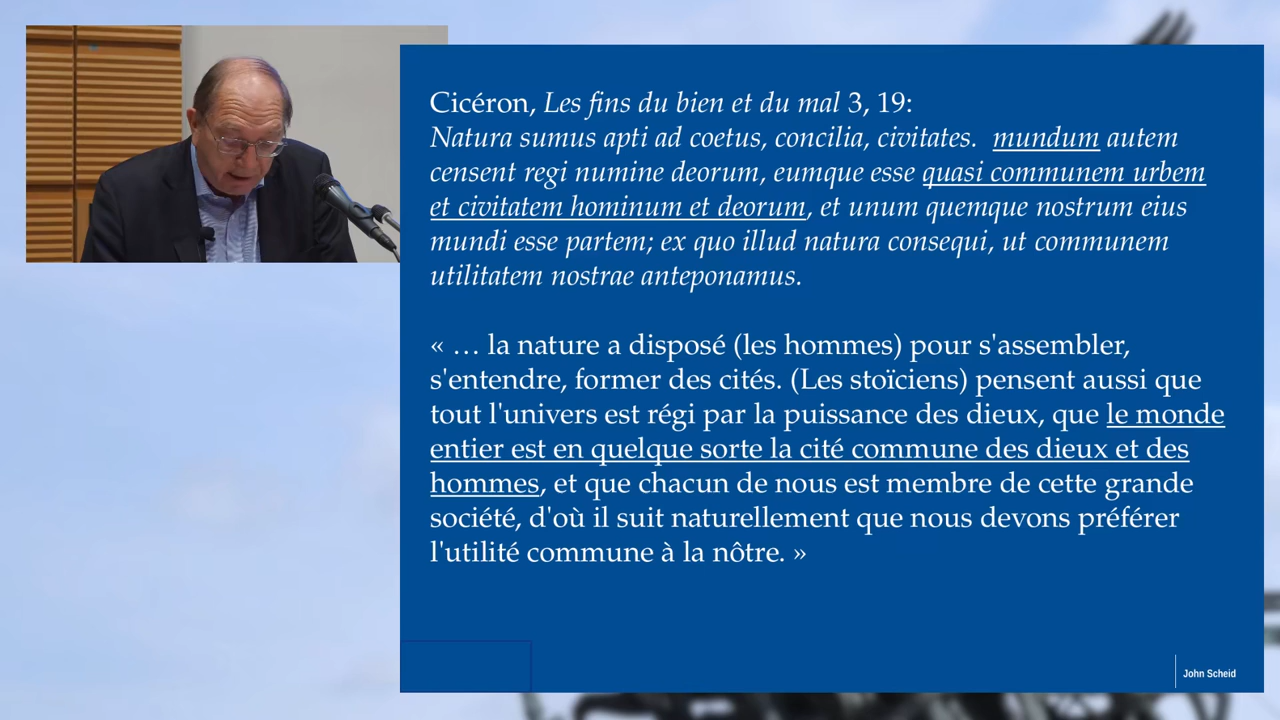 Cicéron, Les fins du bien et du mal 3, 19:
Natura sumus apti ad coetus, concilia, civitates.  mundum autem
censent regi numine deorum, eumque esse quasi communem urbem
et civitatem hominum et deorum, et unum quemque nostrum eius
mundi esse partem; ex quo illud natura consequi, ut communem
utilitatem nostrae anteponamus.
« … la nature a disposé (les hommes) pour s'assembler,
s'entendre, former des cités. (Les stoïciens) pensent aussi que
tout l'univers est régi par la puissance des dieux, que le monde
entier est en quelque sorte la cité commune des dieux et des
hommes, et que chacun de nous est membre de cette grande
société, d'où il suit naturellement que nous devons préférer
l'utilité commune à la nôtre. »
John Scheid